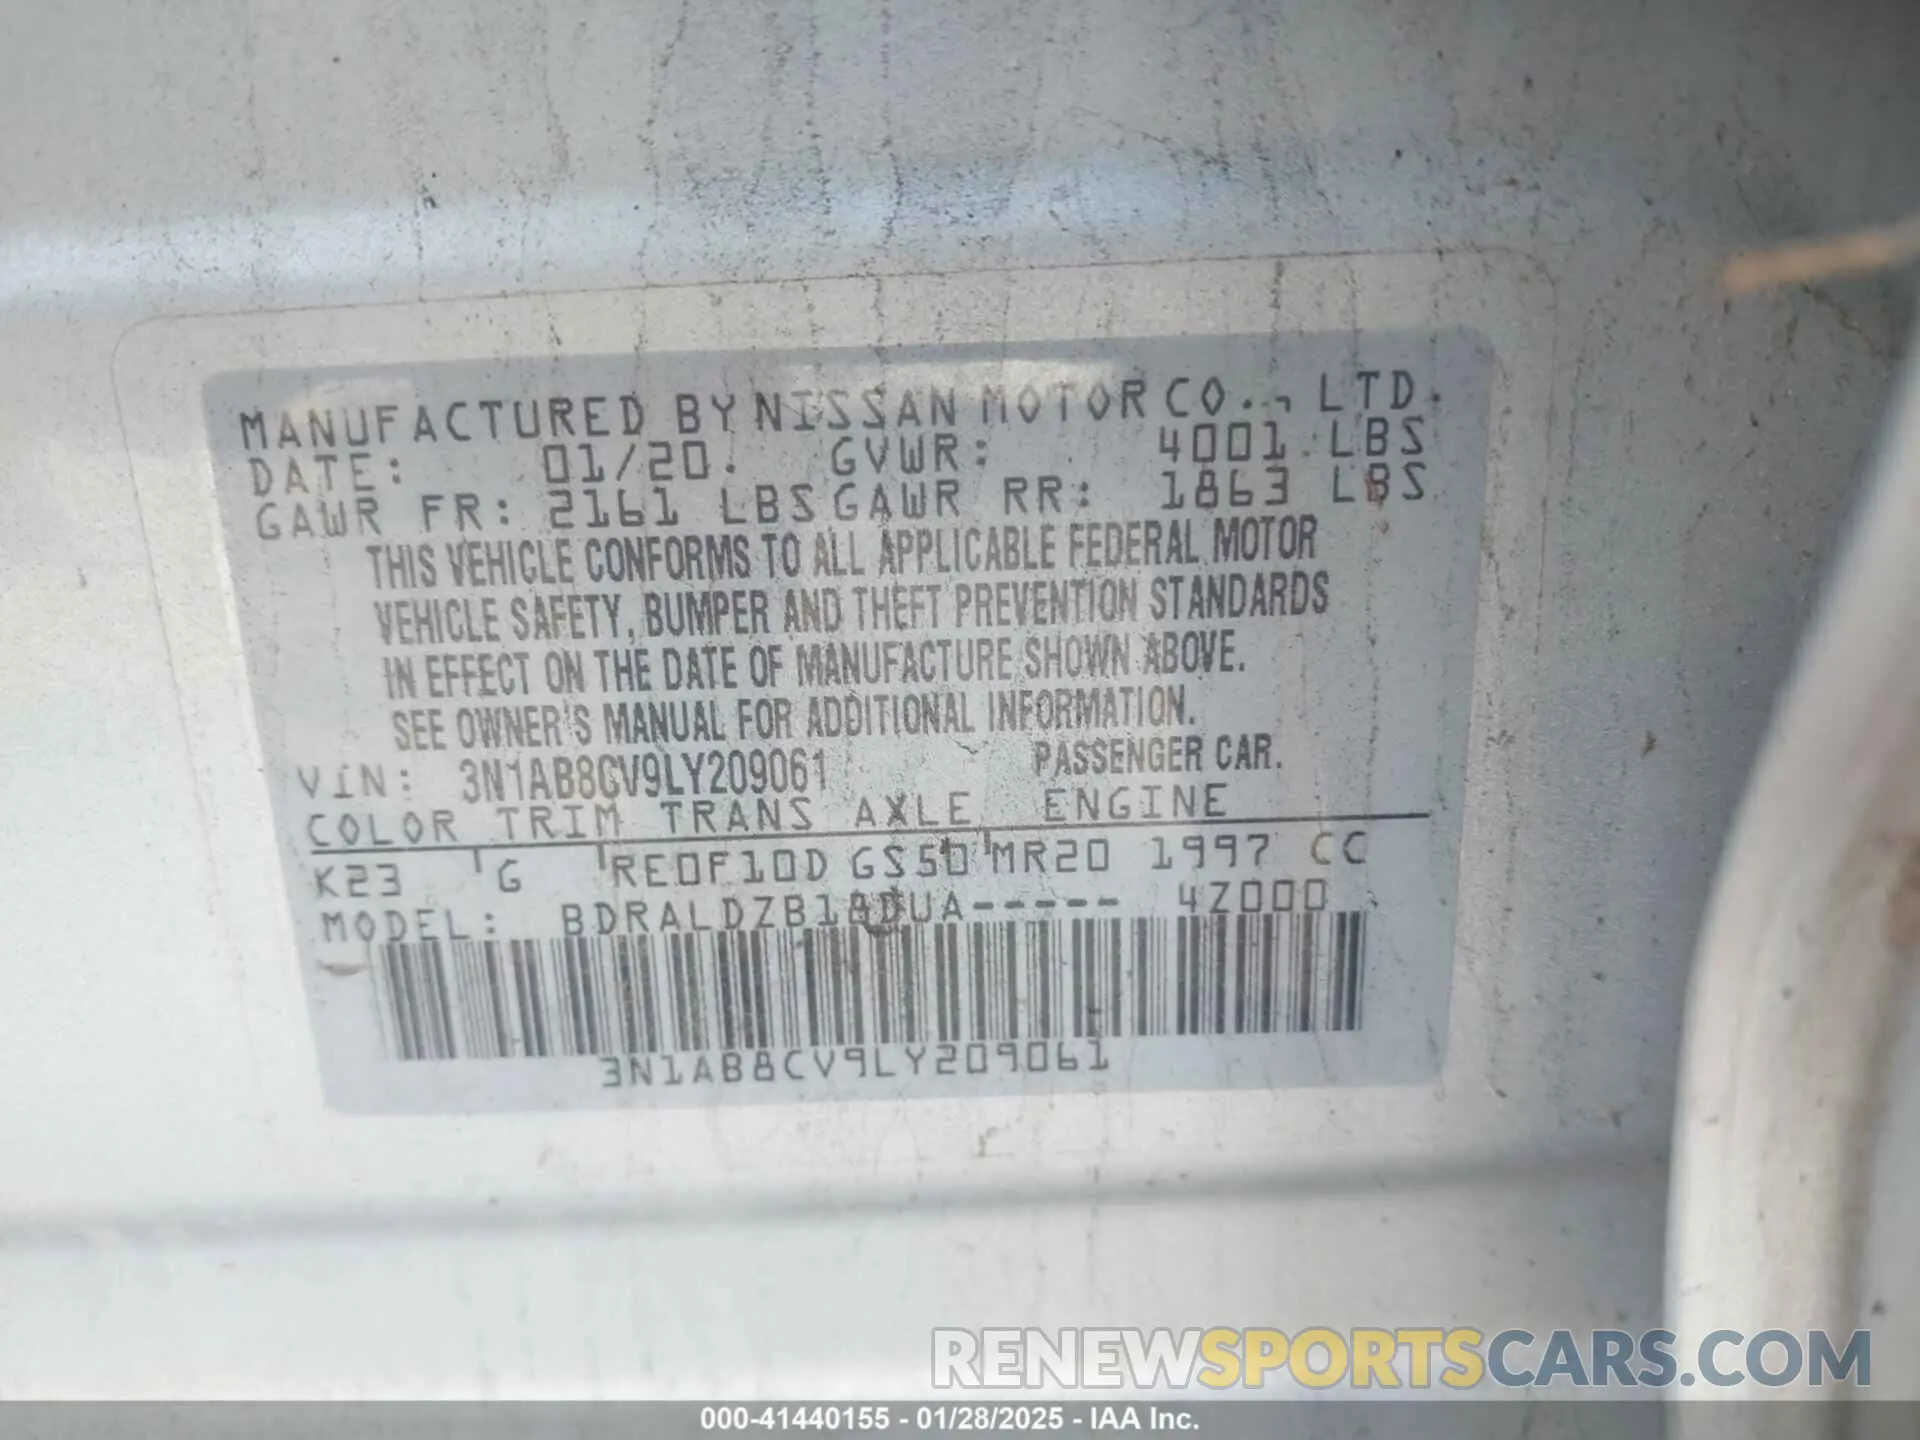 MANUFACTURED BY NISSAN MOTOR CO., LTD.
DATE: 01/20. GVWR: 4001 LBS
GAWR FR: 2161 LBS GAWR RR: 1863 LBS
THIS VEHICLE CONFORMS TO ALL APPLICABLE FEDERAL MOTOR
VEHICLE SAFETY, BUMPER AND THEFT PREVENTION STANDARDS
IN EFFECT ON THE DATE OF MANUFACTURE SHOWN ABOVE.
SEE OWNER'S MANUAL FOR ADDITIONAL INFORMATION.
VIN: 3N1AB8CV9LY209061 PASSENGER CAR.
COLOR TRIM TRANS AXLE ENGINE
K23 G RE0F10D GS50 MR20 1997 CC
MODEL: BDRALDZB18DUA----- 4Z000
3N1AB8CV9LY209061
RENEWSPORTSCARS.COM
000-41440155 - 01/28/2025 - IAA Inc.